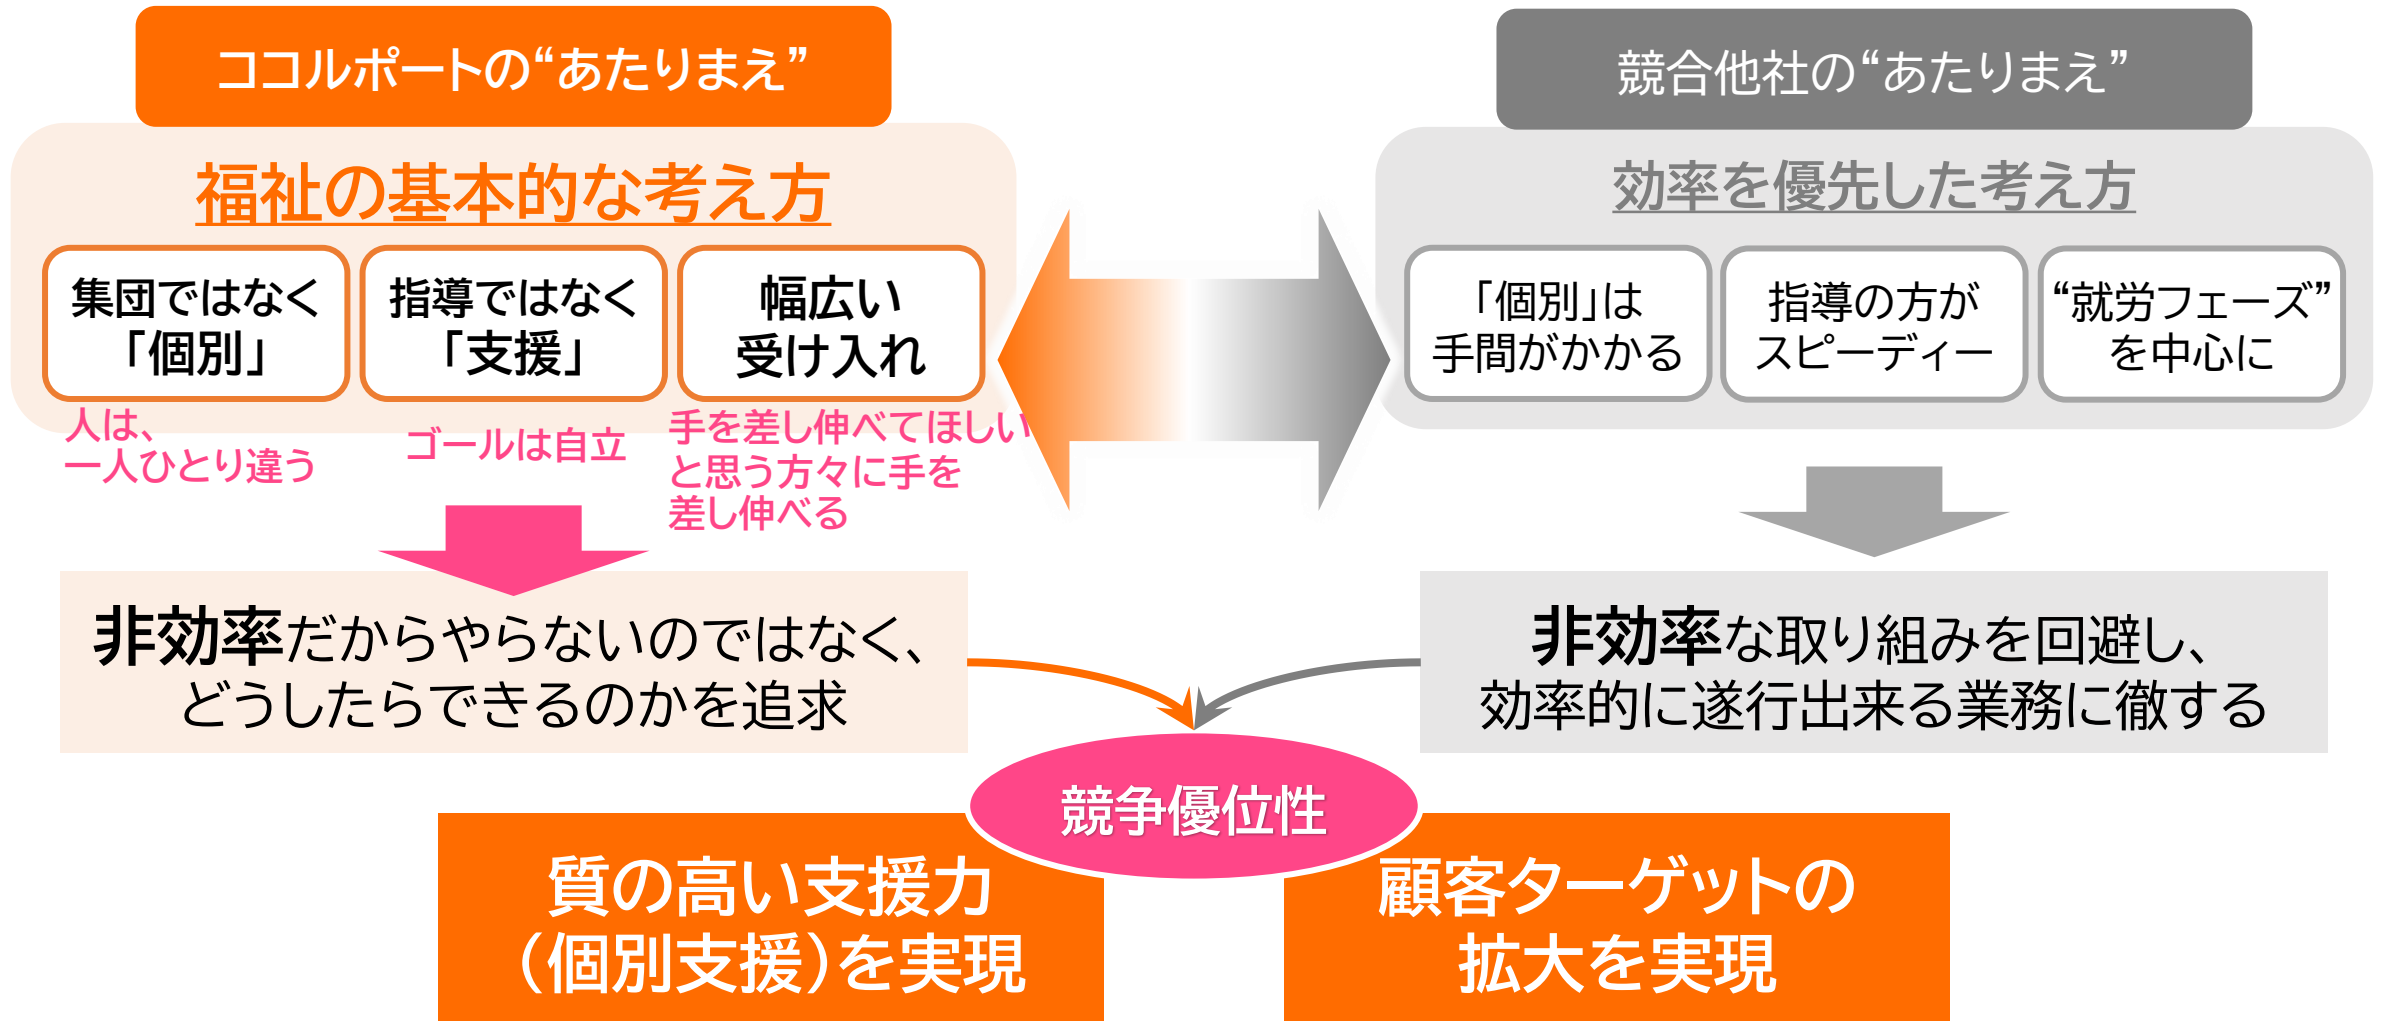 ココルポートの“あたりまえ”
福祉の基本的な考え方
集団ではなく
「個別」
指導ではなく
「支援」
幅広い
受け入れ
人は、
一人ひとり違う
ゴールは自立
手を差し伸べてほしい
と思う方々に手を
差し伸べる
非効率だからやらないのではなく、
どうしたらできるのかを追求
競合他社の“あたりまえ”
効率を優先した考え方
「個別」は
手間がかかる
指導の方が
スピーディー
“就労フェーズ”
を中心に
非効率な取り組みを回避し、
効率的に遂行出来る業務に徹する
競争優位性
質の高い支援力
（個別支援）を実現
顧客ターゲットの
拡大を実現